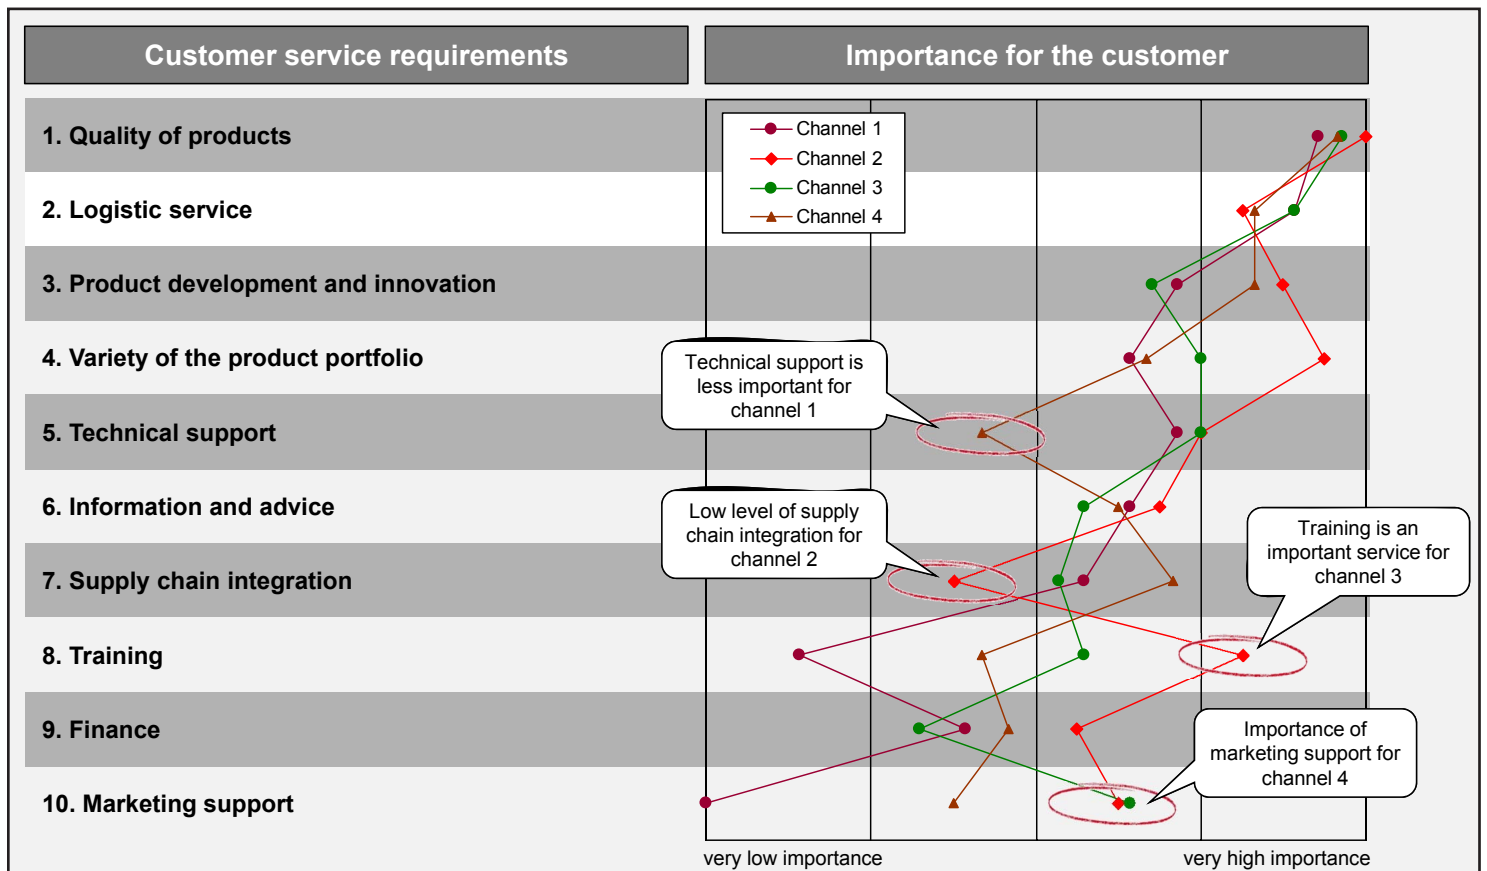 Customer service requirements
Importance for the customer
1. Quality of products
2. Logistic service
3. Product development and innovation
4. Variety of the product portfolio
5. Technical support
6. Information and advice
7. Supply chain integration
8. Training
9. Finance
10. Marketing support
Channel 1
Channel 2
Channel 3
Channel 4
Technical support is
less important for
channel 1
Low level of supply
chain integration for
channel 2
Training is an
important service for
channel 3
Importance of
marketing support for
channel 4
very low importance
very high importance